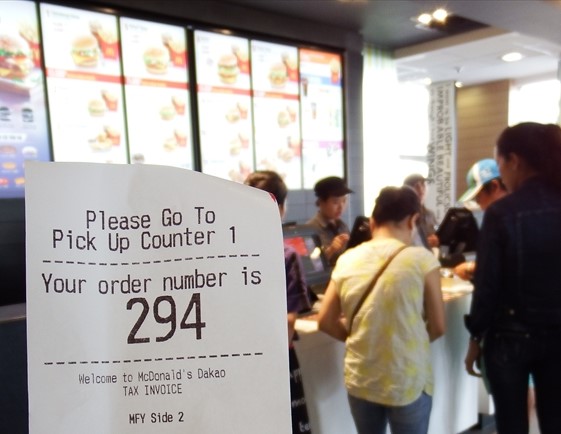 Please Go To
Pick Up Counter 1
Your order number is
294
Welcome to McDonald's Dakao
TAX INVOICE
MFY Side 2